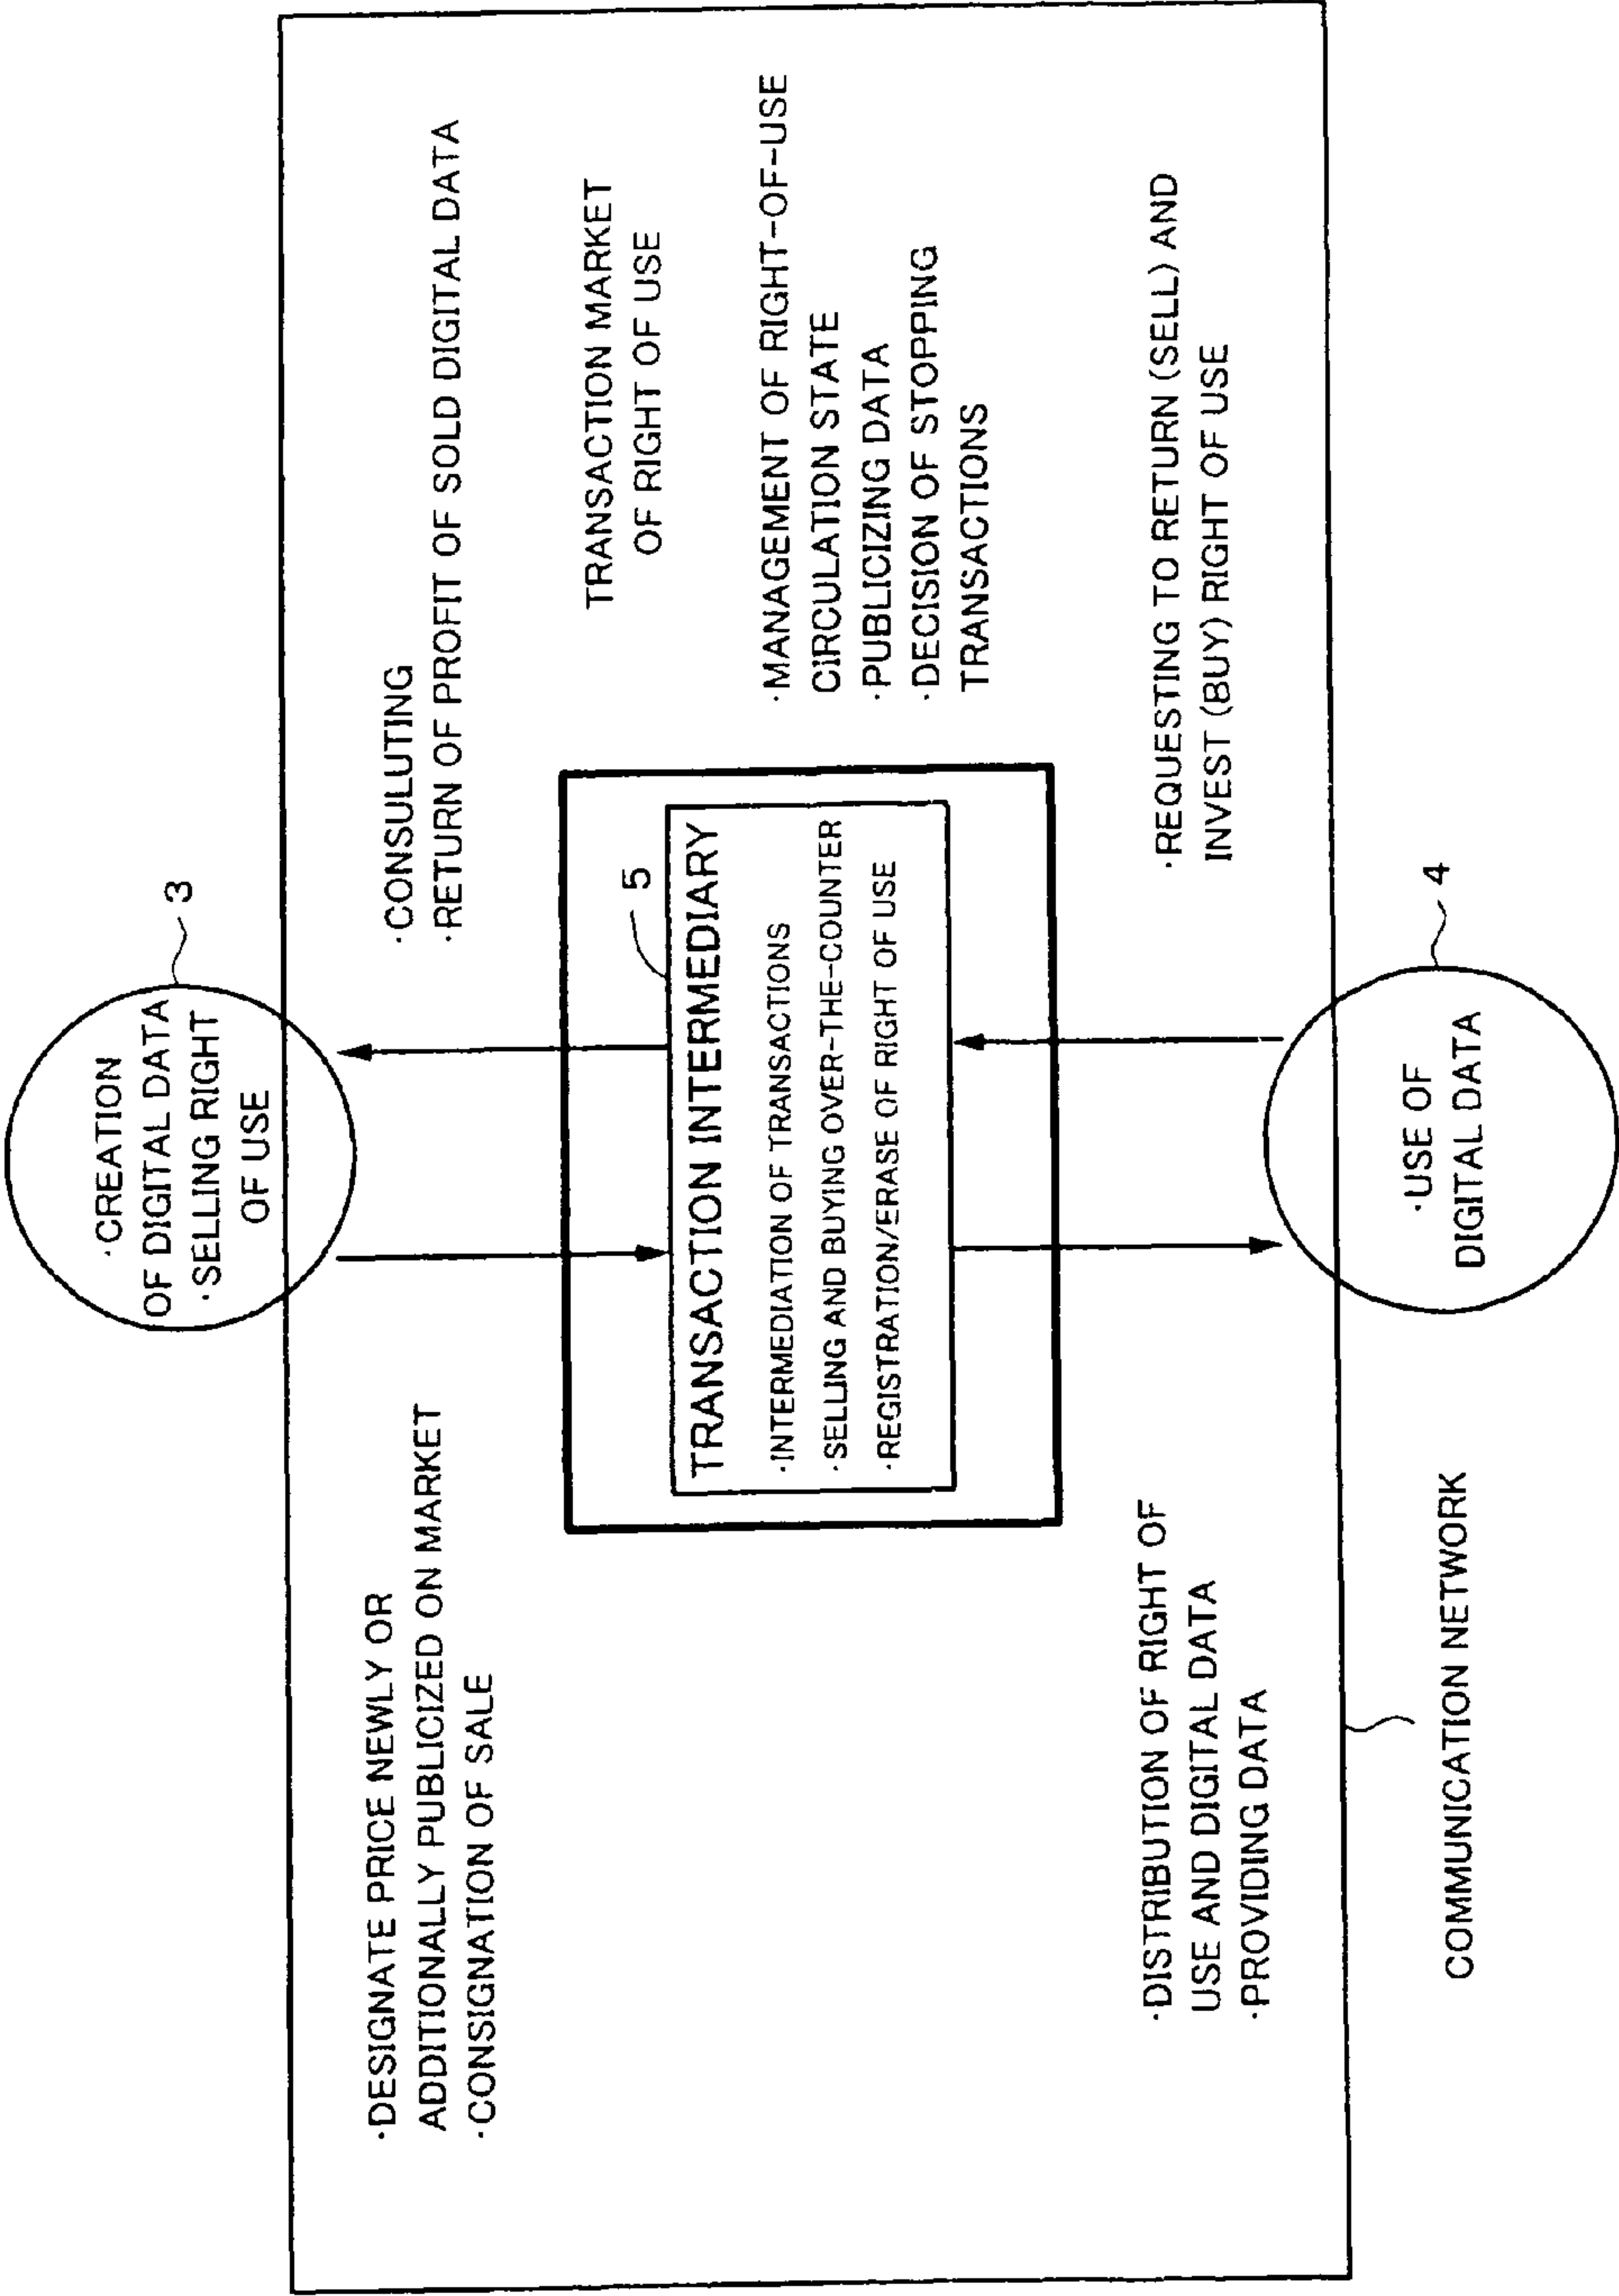 ·CREATION
OF DIGITAL DATA
·SELLING RIGHT
OF USE
3
·DESIGNATE PRICE NEWLY OR
ADDITIONALLY PUBLICIZED ON MARKET
·CONSIGNATION OF SALE
·CONSULUTING
·RETURN OF PROFIT OF SOLD DIGITAL DATA
5
TRANSACTION INTERMEDIARY
·INTERMEDIATION OF TRANSACTIONS
·SELLING AND BUYING OVER-THE-COUNTER
·REGISTRATION/ERASE OF RIGHT OF USE
TRANSACTION MARKET
OF RIGHT OF USE
·MANAGEMENT OF RIGHT-OF-USE
CIRCULATION STATE
·PUBLICIZING DATA
·DECISION OF STOPPING
TRANSACTIONS
·DISTRIBUTION OF RIGHT OF
USE AND DIGITAL DATA
·PROVIDING DATA
·REQUESTING TO RETURN (SELL) AND
INVEST (BUY) RIGHT OF USE
·USE OF
DIGITAL DATA
4
COMMUNICATION NETWORK